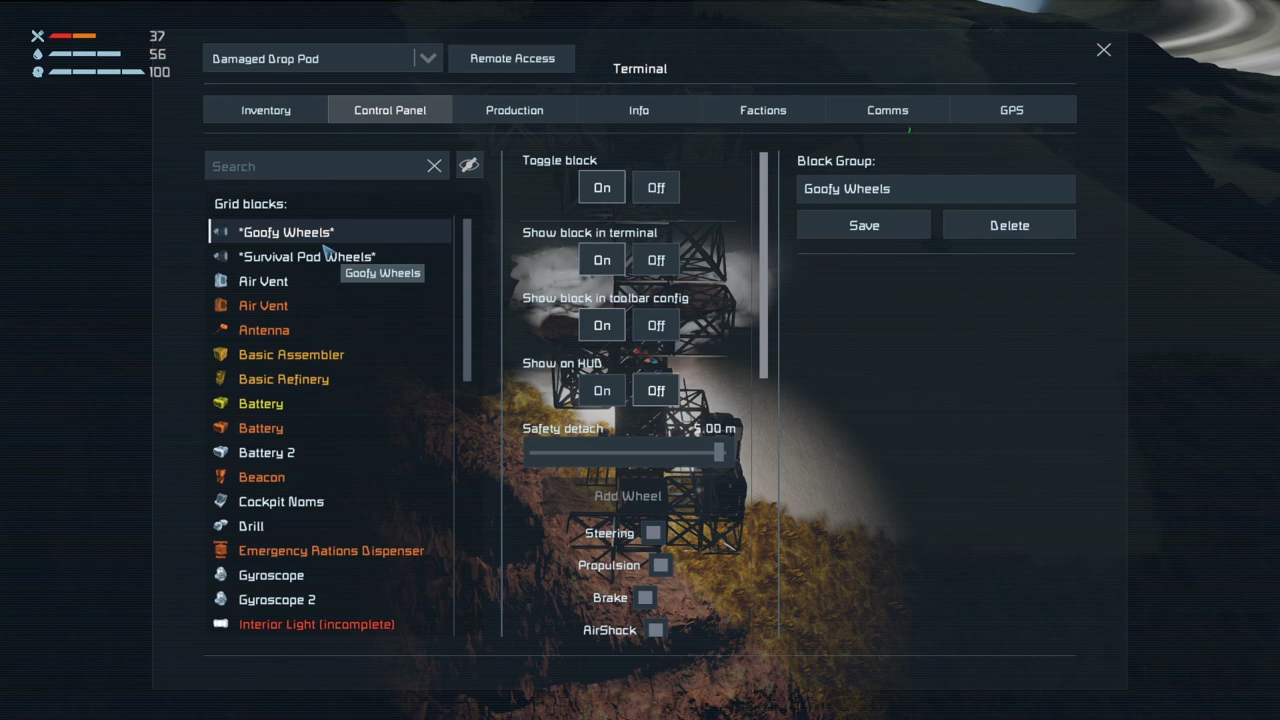 37
56
100
Damaged Drop Pod
Remote Access
Terminal
Inventory
Control Panel
Production
Info
Factions
Comms
GPS
Search
Grid blocks:
*Goofy Wheels*
*Survival Pod Wheels*
Goofy Wheels
Air Vent
Air Vent
Antenna
Basic Assembler
Basic Refinery
Battery
Battery
Battery 2
Beacon
Cockpit Noms
Drill
Emergency Rations Dispenser
Gyroscope
Gyroscope 2
Interior Light (incomplete)
Toggle block
On Off
Show block in terminal
On Off
Show block in toolbar config
On Off
Show on HUD
On Off
Safety detach 5.00 m
Add Wheel
Steering
Propulsion
Brake
AirShock
Block Group:
Goofy Wheels
Save
Delete